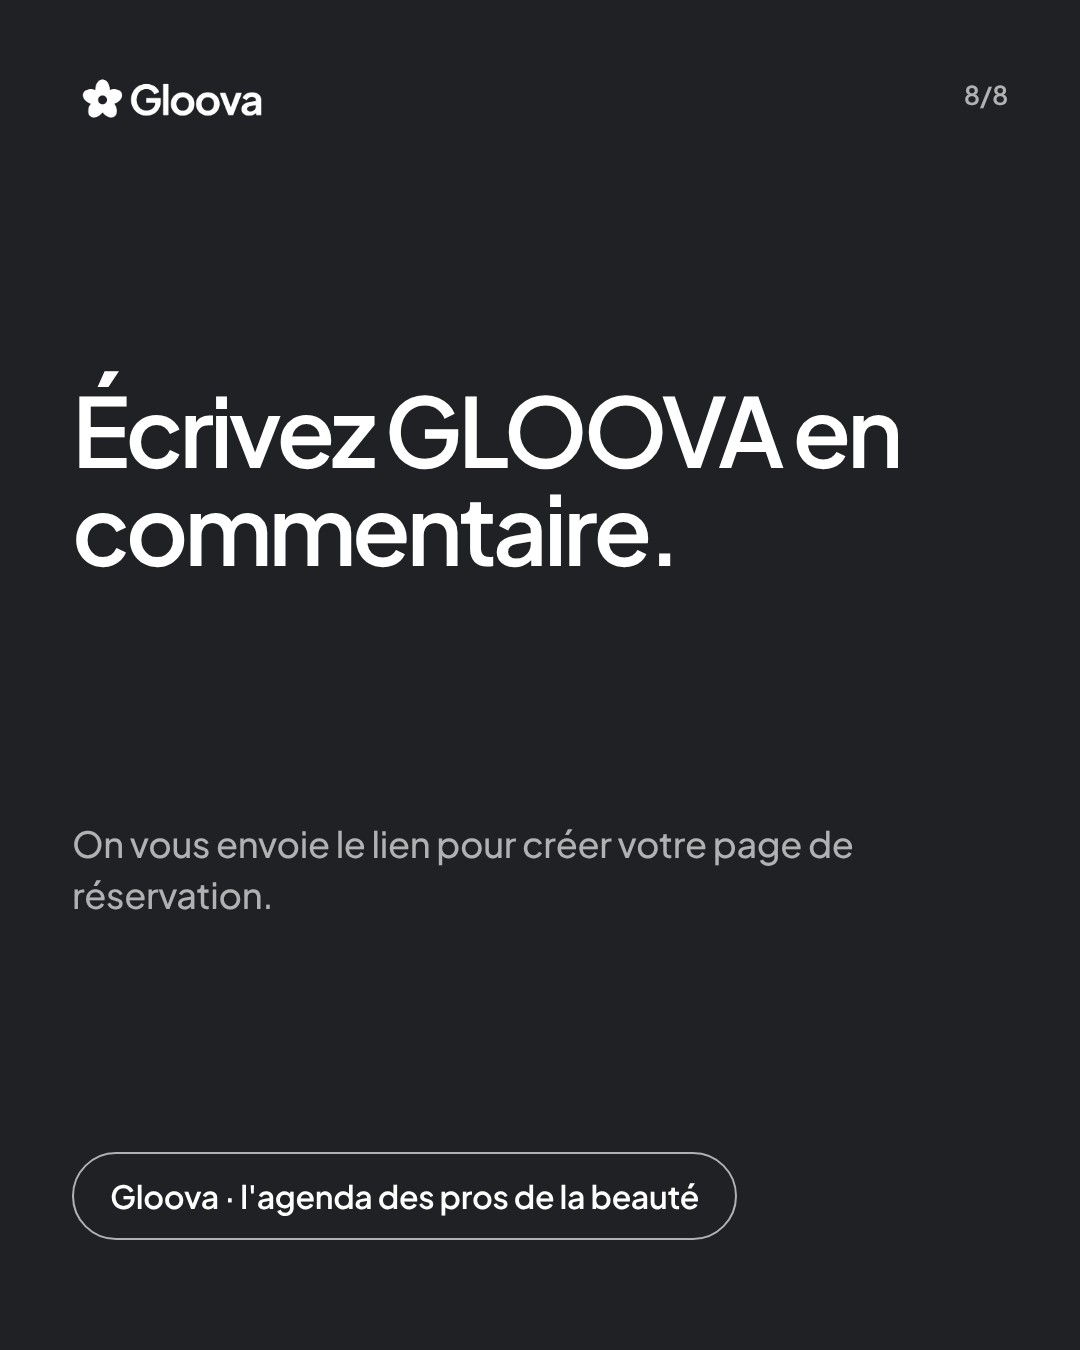 Gloova
8/8
Écrivez GLOOVA en
commentaire.
On vous envoie le lien pour créer votre page de
réservation.
Gloova · l'agenda des pros de la beauté